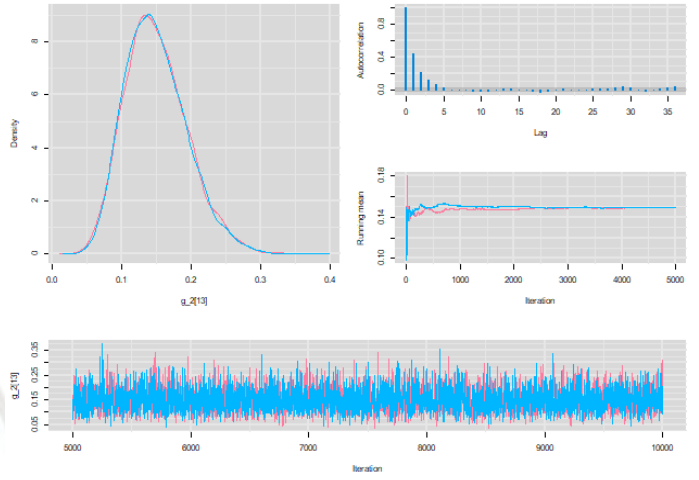 Density
8
6
4
2
0
0.0 0.1 0.2 0.3 0.4
g_2[13]
Autocorrelation
0.8
0.4
0.0
0 5 10 15 20 25 30 35
Lag
Running mean
0.18
0.14
0.10
0 1000 2000 3000 4000 5000
Iteration
g_2[13]
0.35
0.25
0.15
0.05
5000 6000 7000 8000 9000 10000
Iteration